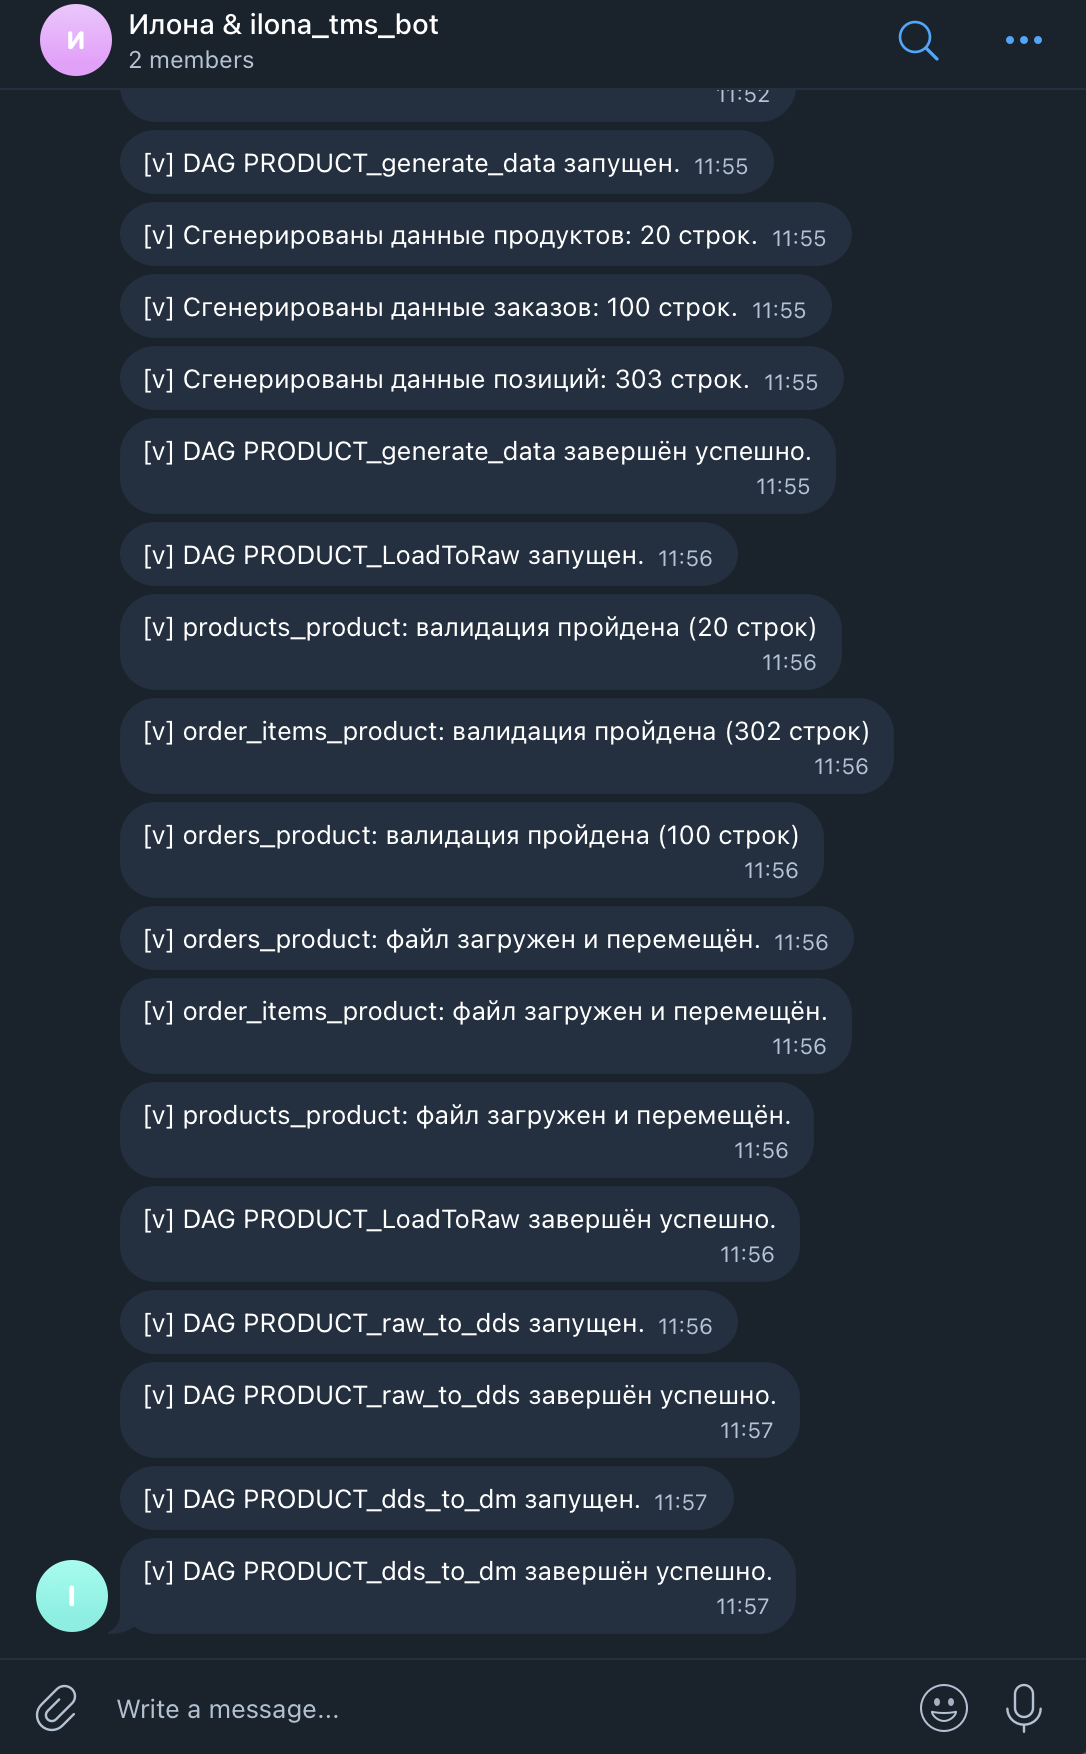 И
Илона & ilona_tms_bot
2 members
11:52
[v] DAG PRODUCT_generate_data запущен. 11:55
[v] Сгенерированы данные продуктов: 20 строк. 11:55
[v] Сгенерированы данные заказов: 100 строк. 11:55
[v] Сгенерированы данные позиций: 303 строк. 11:55
[v] DAG PRODUCT_generate_data завершён успешно.
11:55
[v] DAG PRODUCT_LoadToRaw запущен. 11:56
[v] products_product: валидация пройдена (20 строк)
11:56
[v] order_items_product: валидация пройдена (302 строк)
11:56
[v] orders_product: валидация пройдена (100 строк)
11:56
[v] orders_product: файл загружен и перемещён. 11:56
[v] order_items_product: файл загружен и перемещён.
11:56
[v] products_product: файл загружен и перемещён.
11:56
[v] DAG PRODUCT_LoadToRaw завершён успешно.
11:56
[v] DAG PRODUCT_raw_to_dds запущен. 11:56
[v] DAG PRODUCT_raw_to_dds завершён успешно.
11:57
[v] DAG PRODUCT_dds_to_dm запущен. 11:57
[v] DAG PRODUCT_dds_to_dm завершён успешно.
11:57
I
Write a message...